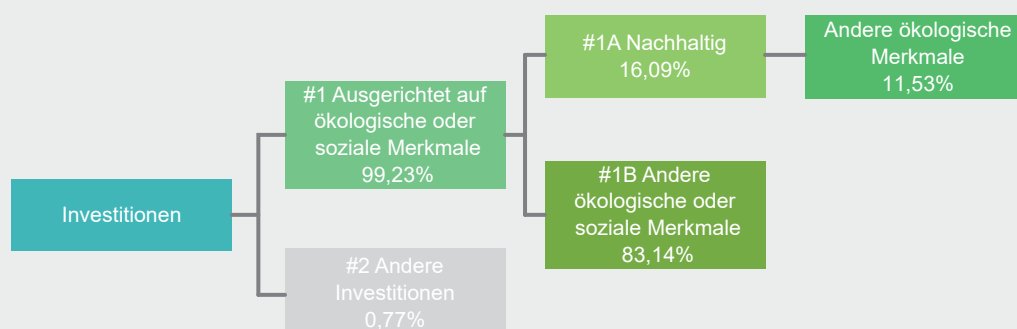 Investitionen
#1 Ausgerichtet auf
ökologische oder
soziale Merkmale
99,23%
#2 Andere
Investitionen
0,77%
#1A Nachhaltig
16,09%
#1B Andere
ökologische oder
soziale Merkmale
83,14%
Andere ökologische
Merkmale
11,53%